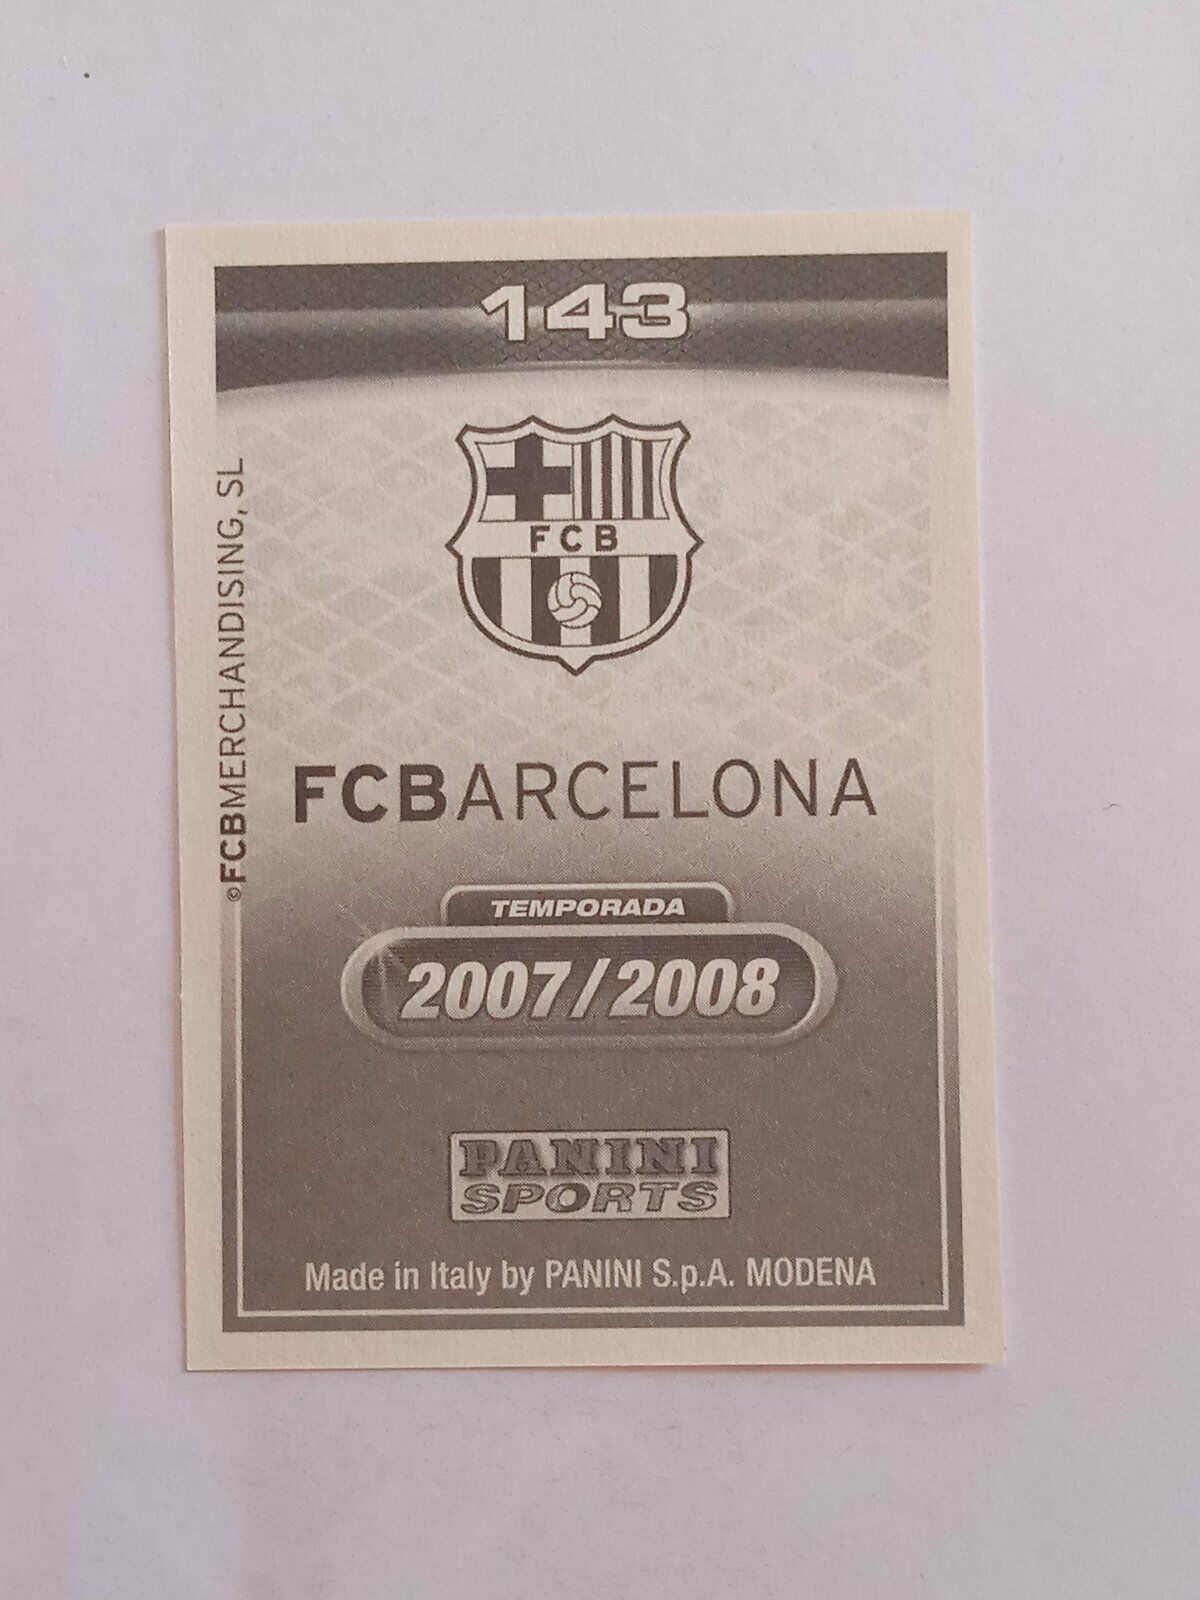 143
FCB
FCBARCELONA
©FCBMERCHANDISING, SL
TEMPORADA
2007/2008
PANINI
SPORTS
Made in Italy by PANINI S.p.A. MODENA